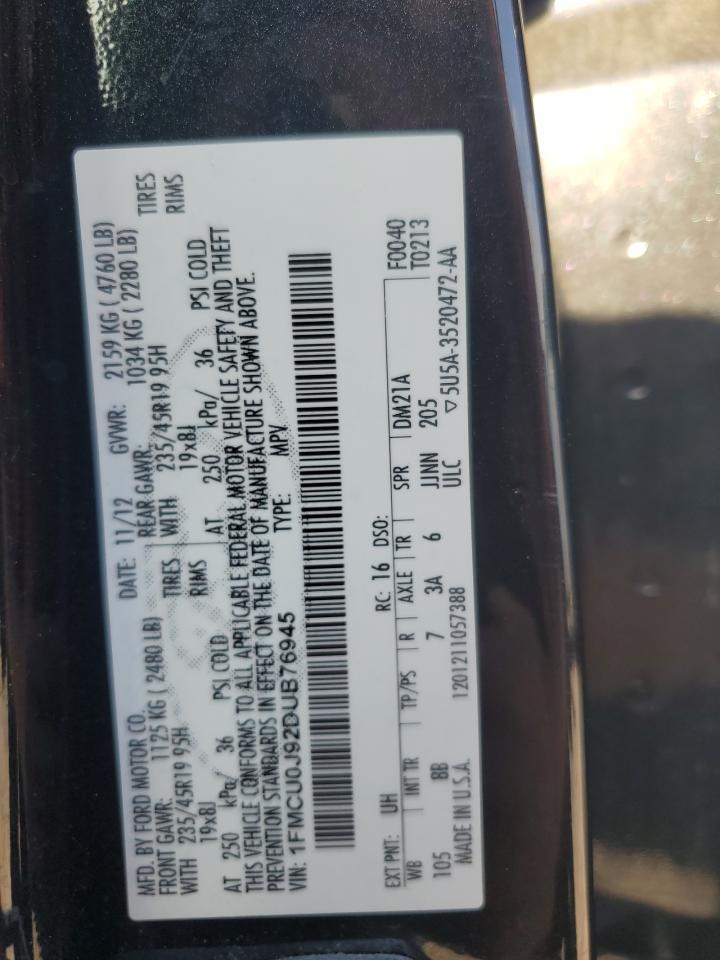 MFD. BY FORD MOTOR CO. DATE: 11/12 GVWR: 2159 KG ( 4760 LB)
FRONT GAWR: 1125 KG ( 2480 LB) REAR GAWR: 1034 KG ( 2280 LB)
WITH 235/45R19 95H TIRES WITH 235/45R19 95H TIRES
19x8J RIMS 19x8J RIMS
AT 250 kPa/ 36 PSI COLD AT 250 kPa/ 36 PSI COLD
THIS VEHICLE CONFORMS TO ALL APPLICABLE FEDERAL MOTOR VEHICLE SAFETY AND THEFT
PREVENTION STANDARDS IN EFFECT ON THE DATE OF MANUFACTURE SHOWN ABOVE.
VIN: 1FMCU0J92DUB76945 TYPE: MPV
EXT PNT: UH RC: 16 DSO: F0040
WB INT TR TP/PS R AXLE TR SPR DM21A T0213
105 8B 7 3A 6 JJNN 205
MADE IN U.S.A. 1201211057388 ULC ▽5U5A-3520472-AA